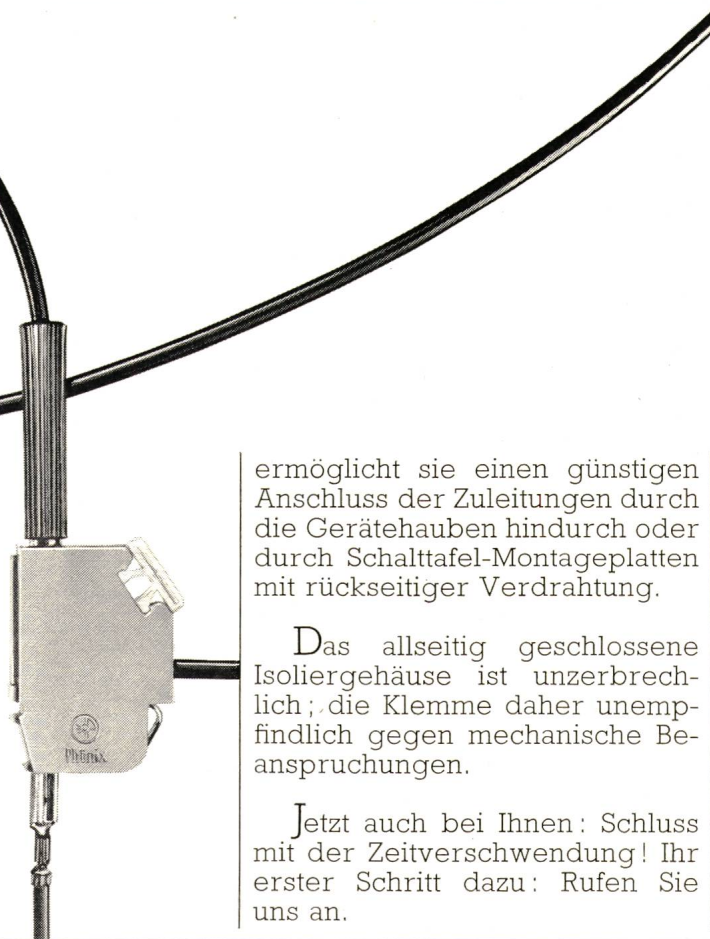 ermöglicht sie einen günstigen
Anschluss der Zuleitungen durch
die Gerätehauben hindurch oder
durch Schalttafel-Montageplatten
mit rückseitiger Verdrahtung.
Das allseitig geschlossene
Isoliergehäuse ist unzerbrech-
lich; die Klemme daher unemp-
findlich gegen mechanische Be-
anspruchungen.
Jetzt auch bei Ihnen: Schluss
mit der Zeitverschwendung! Ihr
erster Schritt dazu: Rufen Sie
uns an.
Phönix